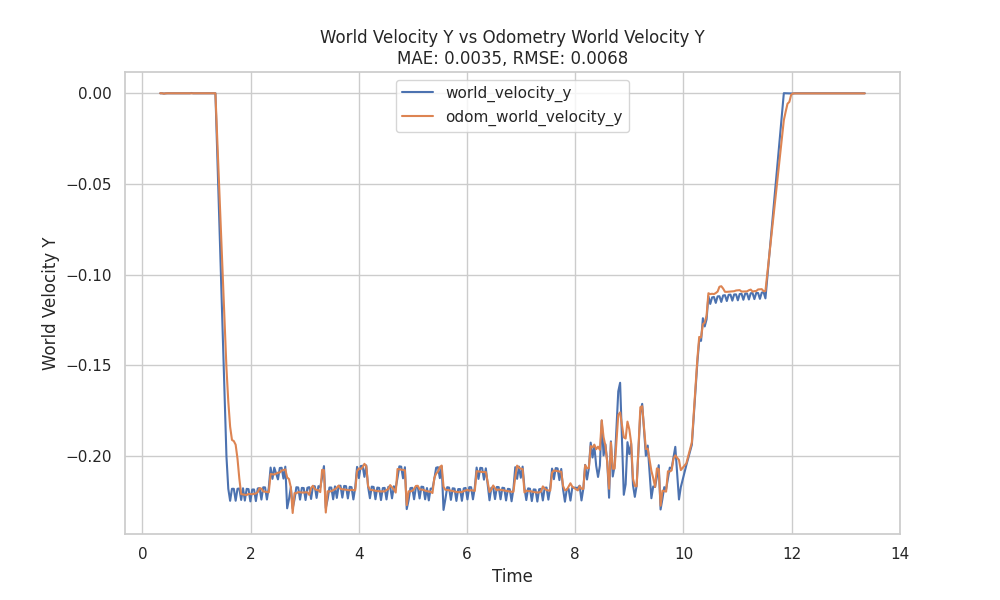 World Velocity Y vs Odometry World Velocity Y
MAE: 0.0035, RMSE: 0.0068
world_velocity_y
odom_world_velocity_y
0.00
−0.05
−0.10
−0.15
−0.20
World Velocity Y
0 2 4 6 8 10 12 14
Time